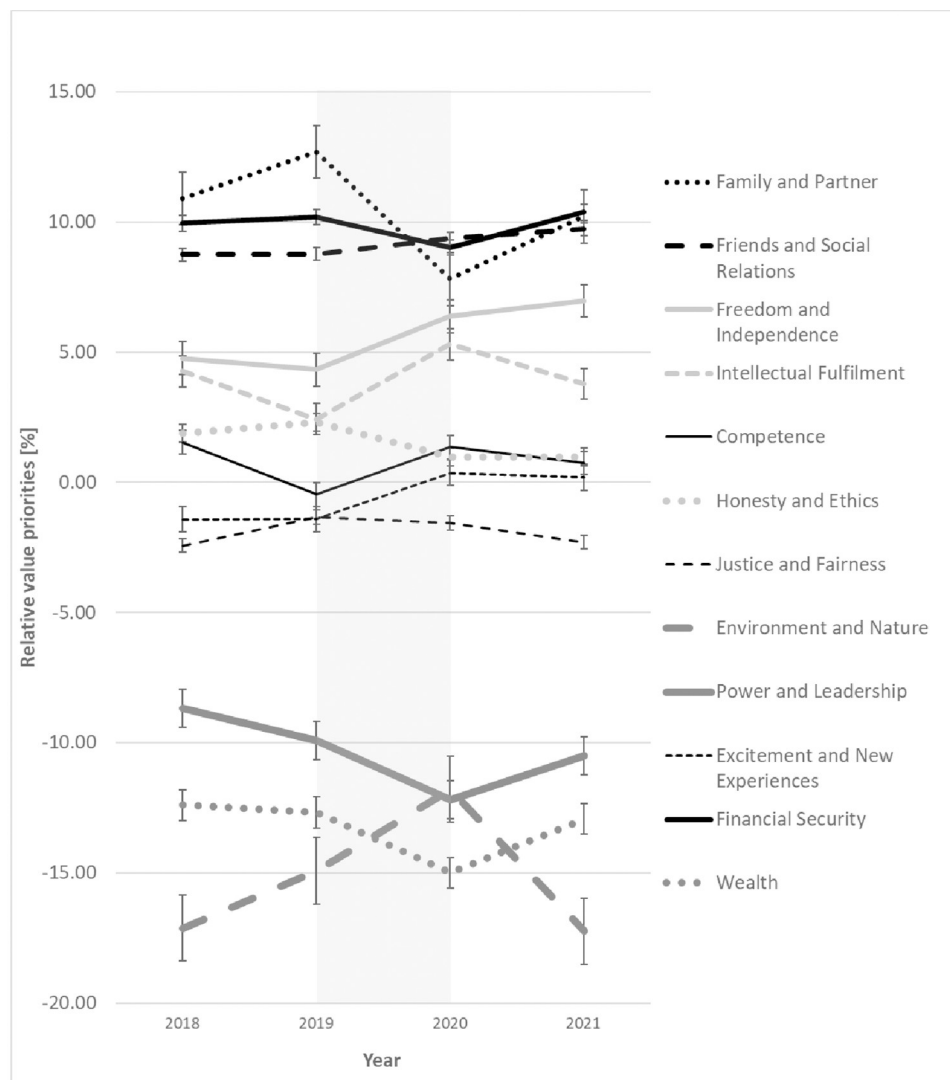 15.00
10.00
5.00
0.00
-5.00
-10.00
-15.00
-20.00
Relative value priorities [%]
2018
2019
2020
2021
Year
Family and Partner
Friends and Social
Relations
Freedom and
Independence
Intellectual Fulfilment
Competence
Honesty and Ethics
Justice and Fairness
Environment and Nature
Power and Leadership
Excitement and New
Experiences
Financial Security
Wealth